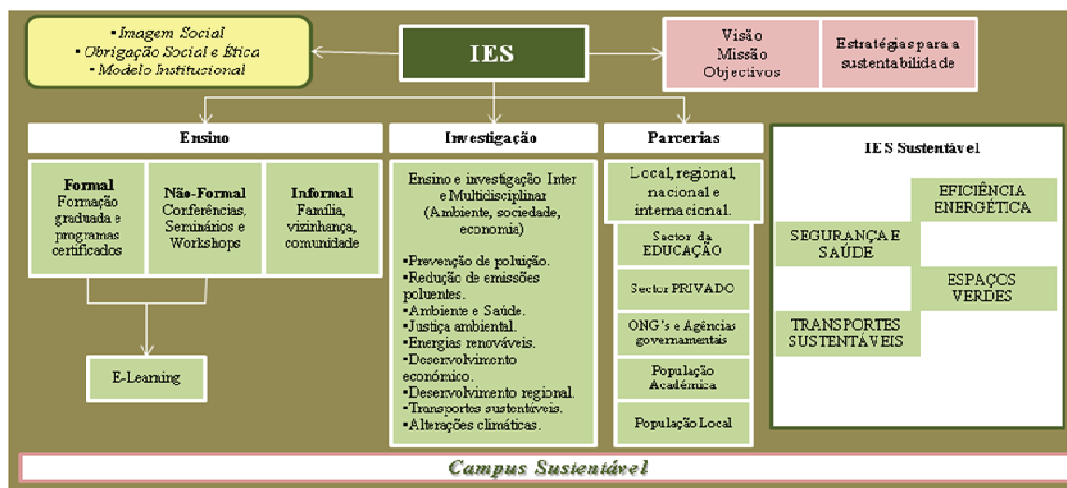 • Imagem Social
• Obrigação Social e Ética
• Modelo Institucional
IES
Visão
Missão
Objectivos
Estratégias para a
sustentabilidade
Ensino
Formal
Formação
graduada e
programas
certificados
Não-Formal
Conferências,
Seminários e
Workshops
Informal
Família,
vizinhança,
comunidade
E-Learning
Investigação
Ensino e investigação Inter
e Multidisciplinar
(Ambiente, sociedade,
economia)
•Prevenção de poluição.
•Redução de emissões
poluentes.
•Ambiente e Saúde.
•Justiça ambiental.
•Energias renováveis.
•Desenvolvimento
económico.
•Desenvolvimento regional.
•Transportes sustentáveis.
•Alterações climáticas.
Parcerias
Local, regional,
nacional e
internacional.
Sector da
EDUCAÇÃO
Sector PRIVADO
ONG's e Agências
governamentais
População
Académica
População Local
IES Sustentável
EFICIÊNCIA
ENERGÉTICA
SEGURANÇA E
SAÚDE
ESPAÇOS
VERDES
TRANSPORTES
SUSTENTÁVEIS
Campus Sustentável